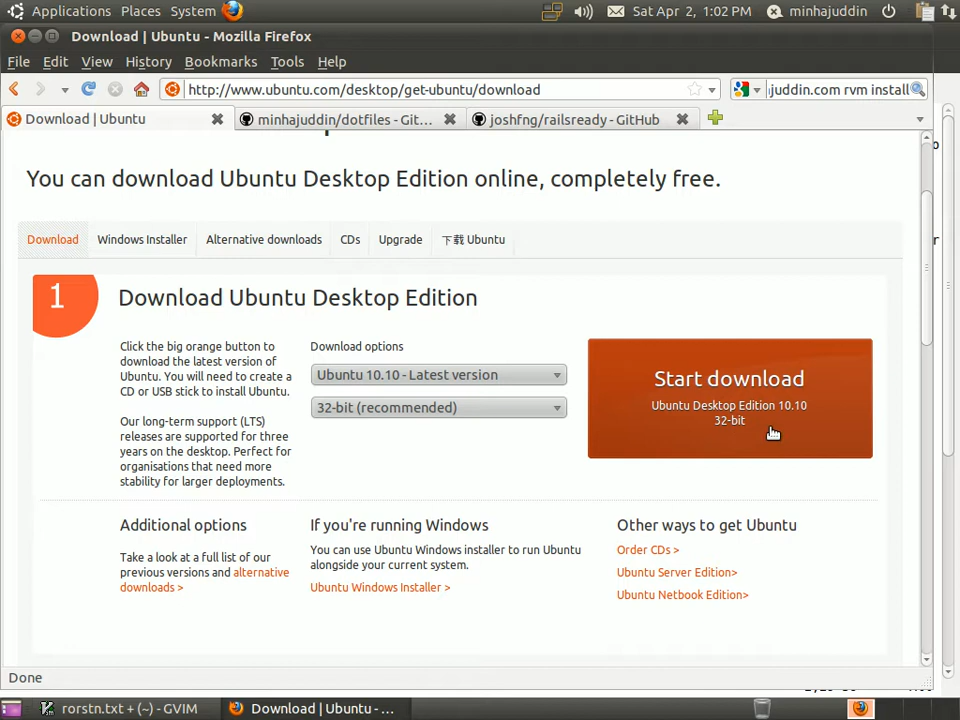 Applications Places System Sat Apr 2, 1:02 PM minhajuddin
Download | Ubuntu - Mozilla Firefox
File Edit View History Bookmarks Tools Help
http://www.ubuntu.com/desktop/get-ubuntu/download juddin.com rvm install
Download | Ubuntu minhajuddin/dotfiles - Git... joshfng/railsready - GitHub
You can download Ubuntu Desktop Edition online, completely free.
Download Windows Installer Alternative downloads CDs Upgrade 下载 Ubuntu
1 Download Ubuntu Desktop Edition
Click the big orange button to
download the latest version of
Ubuntu. You will need to create a
CD or USB stick to install Ubuntu.
Our long-term support (LTS)
releases are supported for three
years on the desktop. Perfect for
organisations that need more
stability for larger deployments.
Download options
Ubuntu 10.10 - Latest version
32-bit (recommended)
Start download
Ubuntu Desktop Edition 10.10
32-bit
Additional options
Take a look at a full list of our
previous versions and alternative
downloads >
If you're running Windows
You can use Ubuntu Windows installer to run Ubuntu
alongside your current system.
Ubuntu Windows Installer >
Other ways to get Ubuntu
Order CDs >
Ubuntu Server Edition>
Ubuntu Netbook Edition>
Done
rorstn.txt + (~) - GVIM Download | Ubuntu - ...